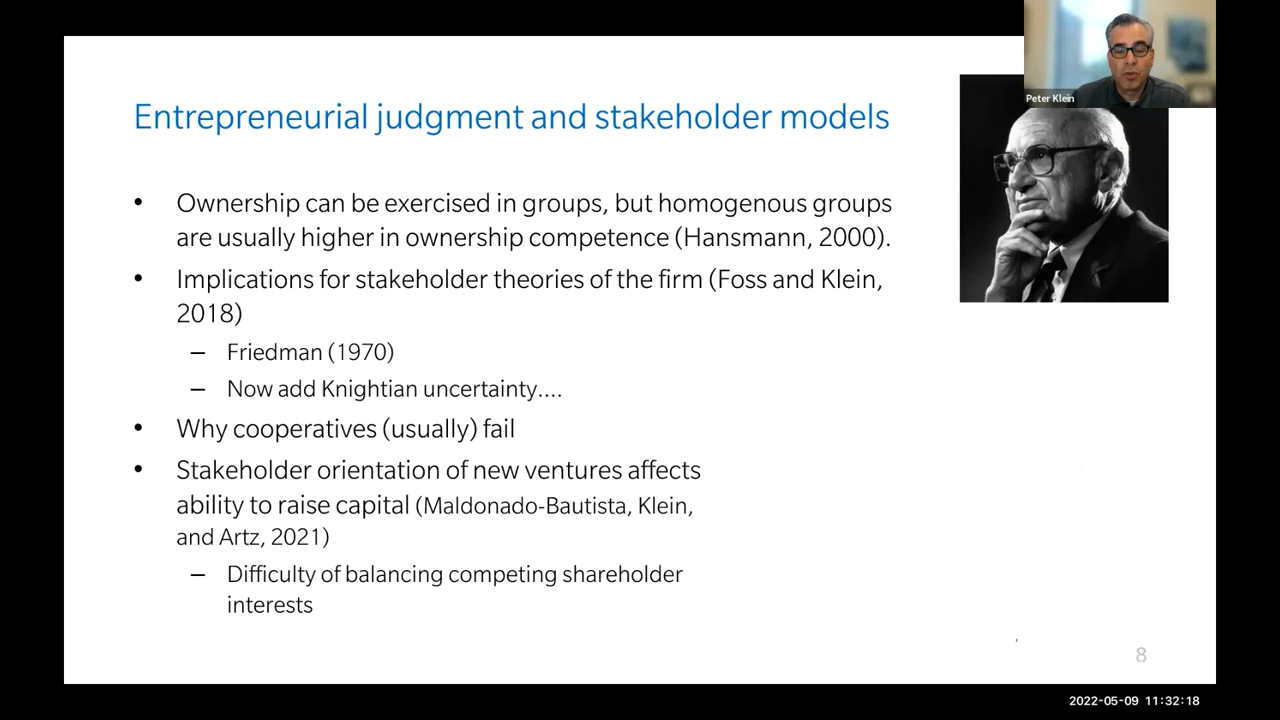 Peter Klein
Entrepreneurial judgment and stakeholder models
• Ownership can be exercised in groups, but homogenous groups
are usually higher in ownership competence (Hansmann, 2000).
• Implications for stakeholder theories of the firm (Foss and Klein,
2018)
– Friedman (1970)
– Now add Knightian uncertainty....
• Why cooperatives (usually) fail
• Stakeholder orientation of new ventures affects
ability to raise capital (Maldonado-Bautista, Klein,
and Artz, 2021)
– Difficulty of balancing competing shareholder
interests
8
2022-05-09 11:32:18